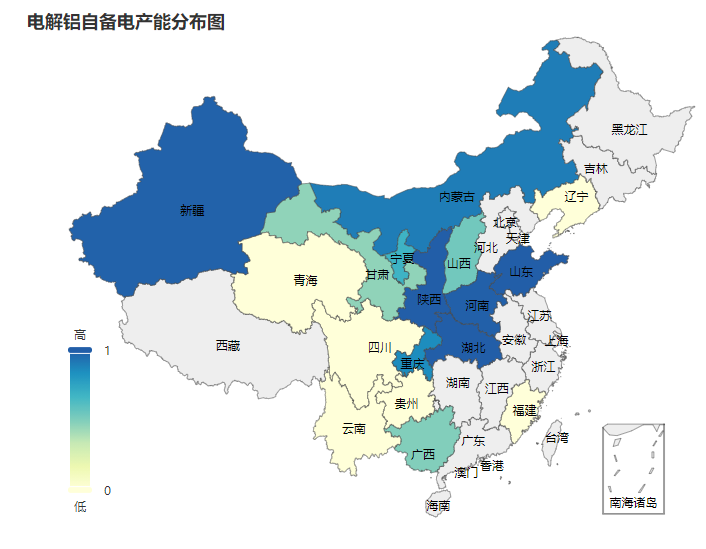 电解铝自备电产能分布图
黑龙江
吉林
辽宁
内蒙古
新疆
北京
天津
河北
宁夏
山西
甘肃
山东
青海
陕西
河南
江苏
高
西藏
四川
湖北
安徽
上海
1
重庆
浙江
湖南
江西
贵州
福建
云南
广西
广东
台湾
香港
澳门
0
低
海南
南海诸岛